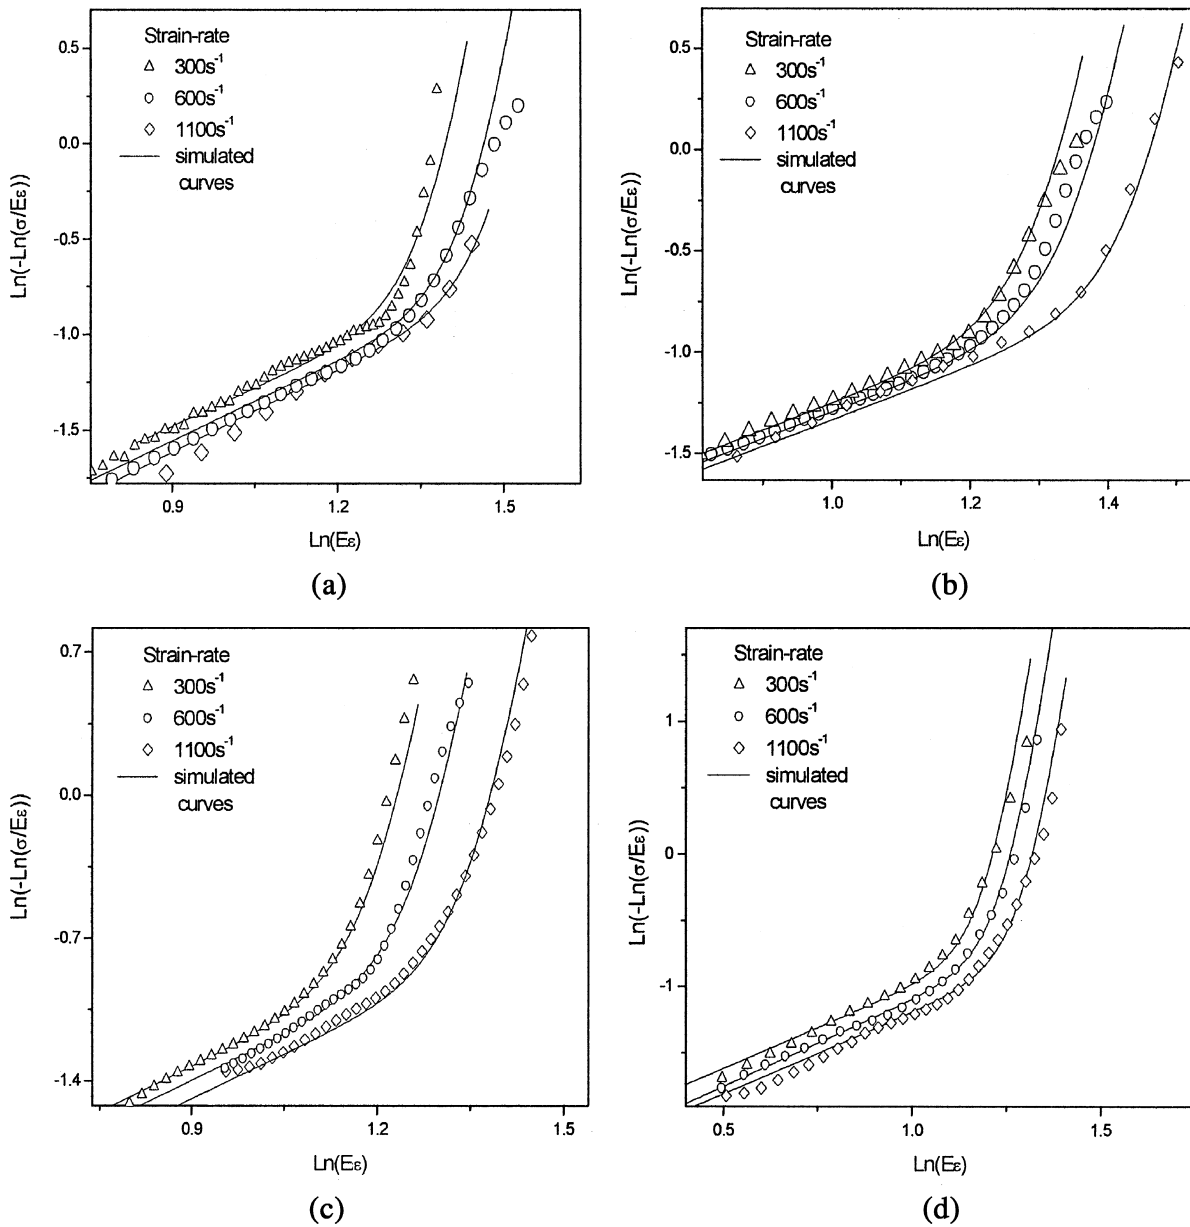 Strain-rate
300s⁻¹
600s⁻¹
1100s⁻¹
simulated
curves
0.5
0.0
-0.5
-1.0
-1.5
Ln(-Ln(σ/Eε))
0.9
1.2
1.5
Ln(Eε)
(a)
Strain-rate
300s⁻¹
600s⁻¹
1100s⁻¹
simulated
curves
0.5
0.0
-0.5
-1.0
-1.5
Ln(-Ln(σ/Eε))
1.0
1.2
1.4
Ln(Eε)
(b)
Strain-rate
300s⁻¹
600s⁻¹
1100s⁻¹
simulated
curves
0.7
0.0
-0.7
-1.4
Ln(-Ln(σ/Eε))
0.9
1.2
1.5
Ln(Eε)
(c)
Strain-rate
300s⁻¹
600s⁻¹
1100s⁻¹
simulated
curves
1
0
-1
Ln(-Ln(σ/Eε))
0.5
1.0
1.5
Ln(Eε)
(d)